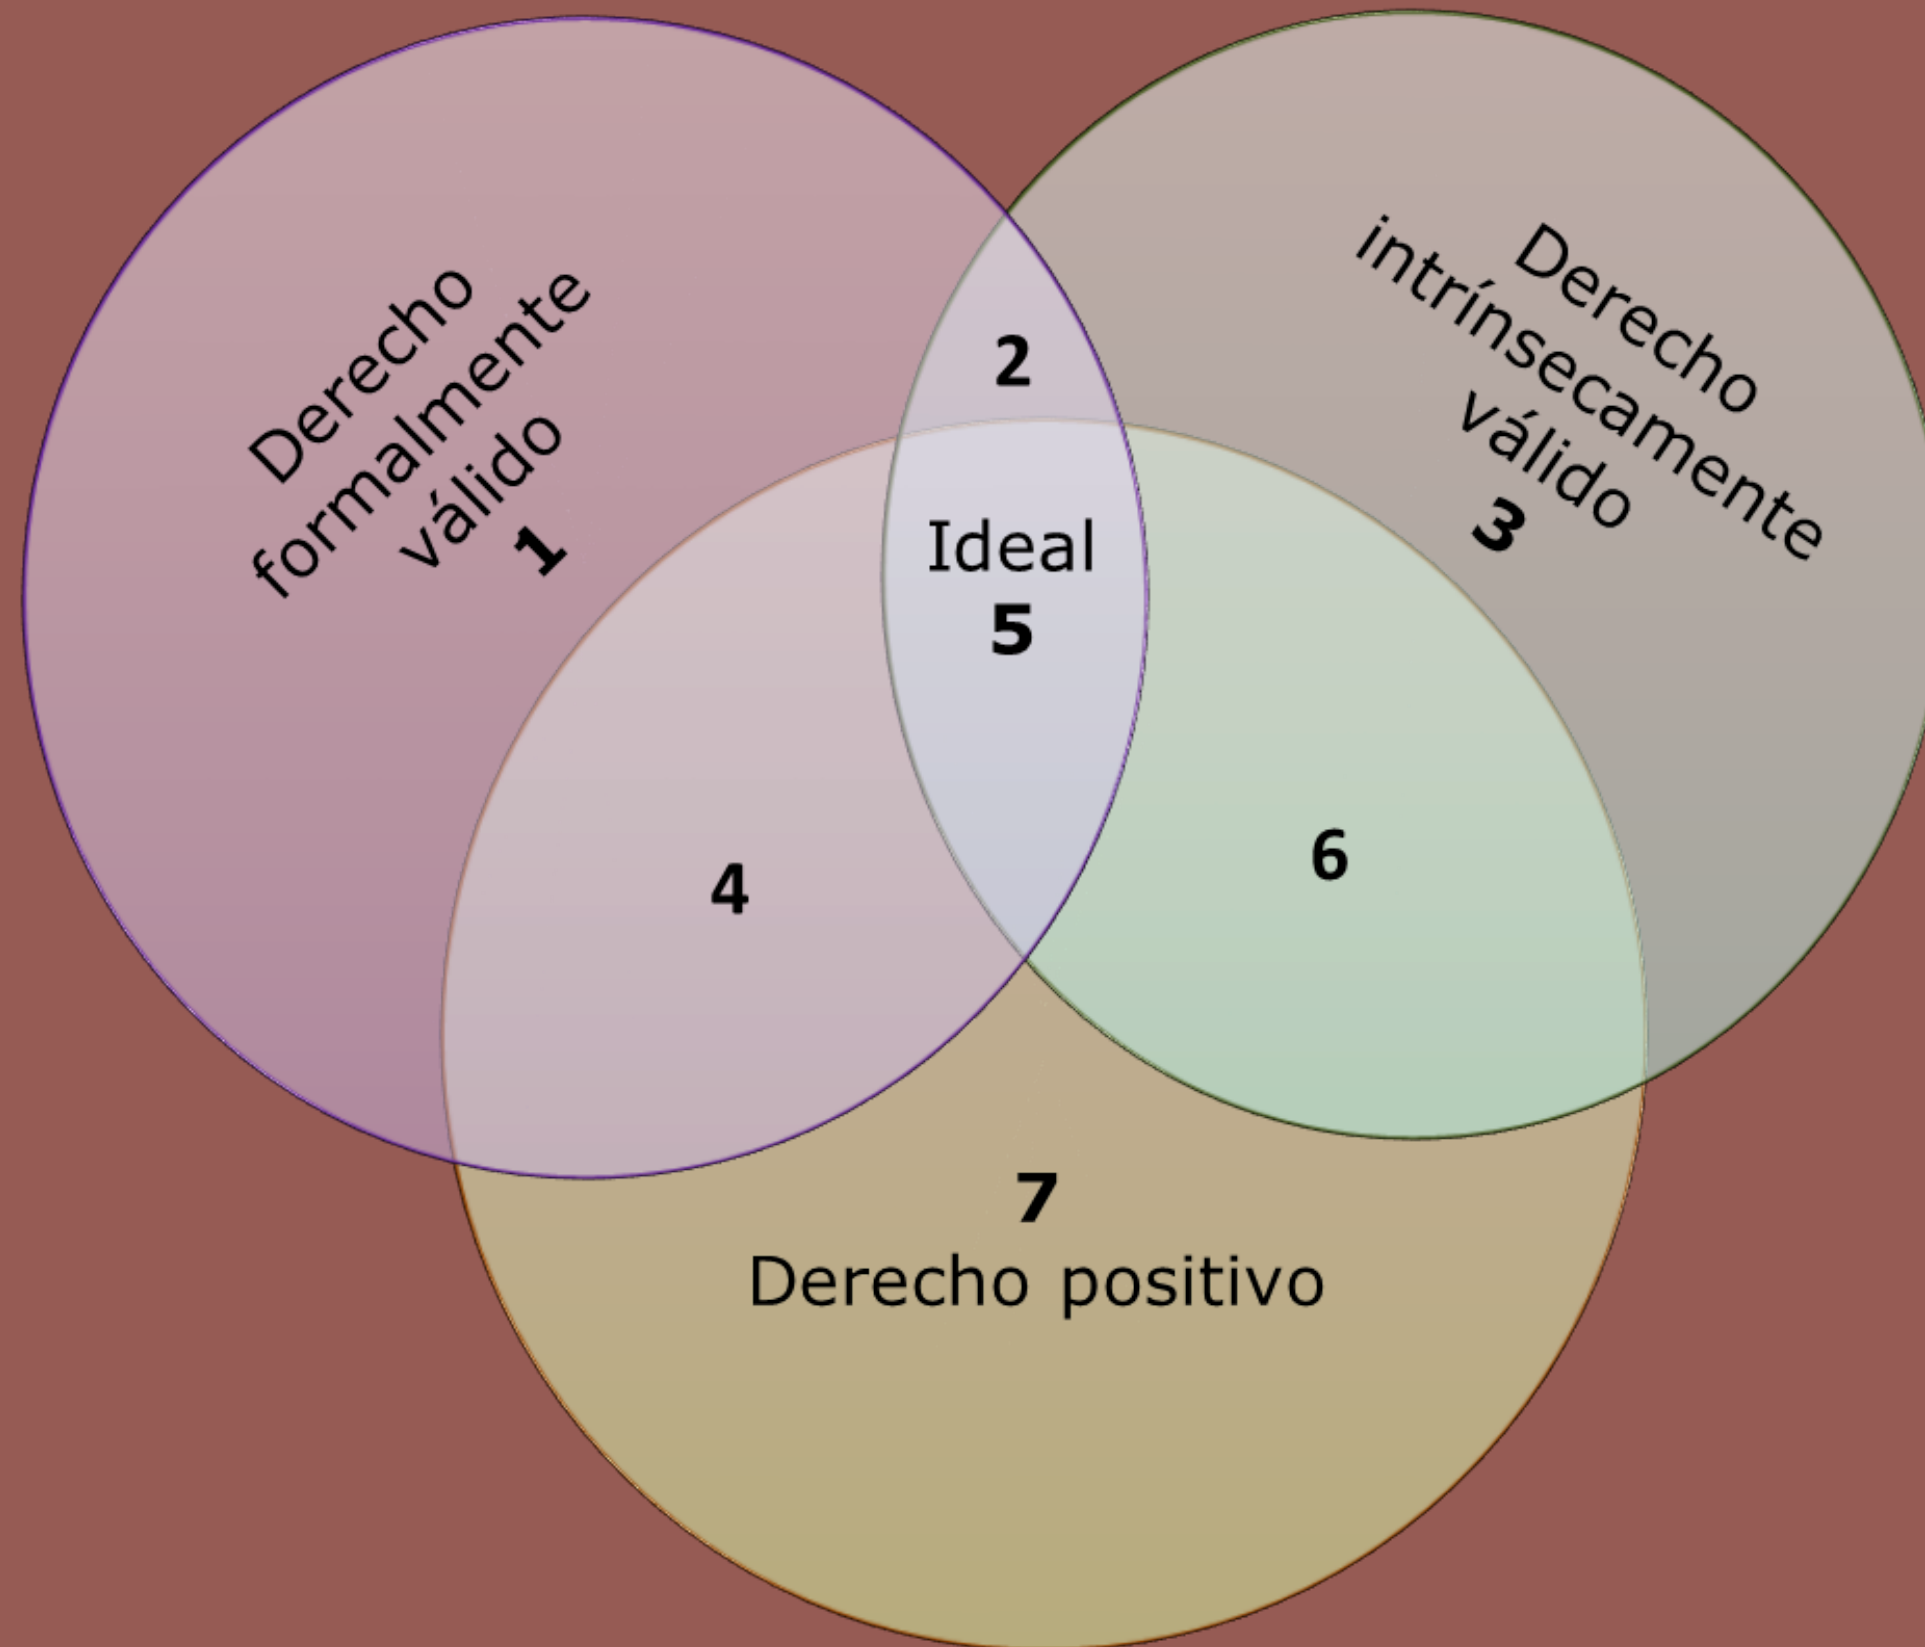 Derecho
formalmente
válido
1
2
Derecho
intrínsecamente
válido
3
Ideal
5
4
6
7
Derecho positivo